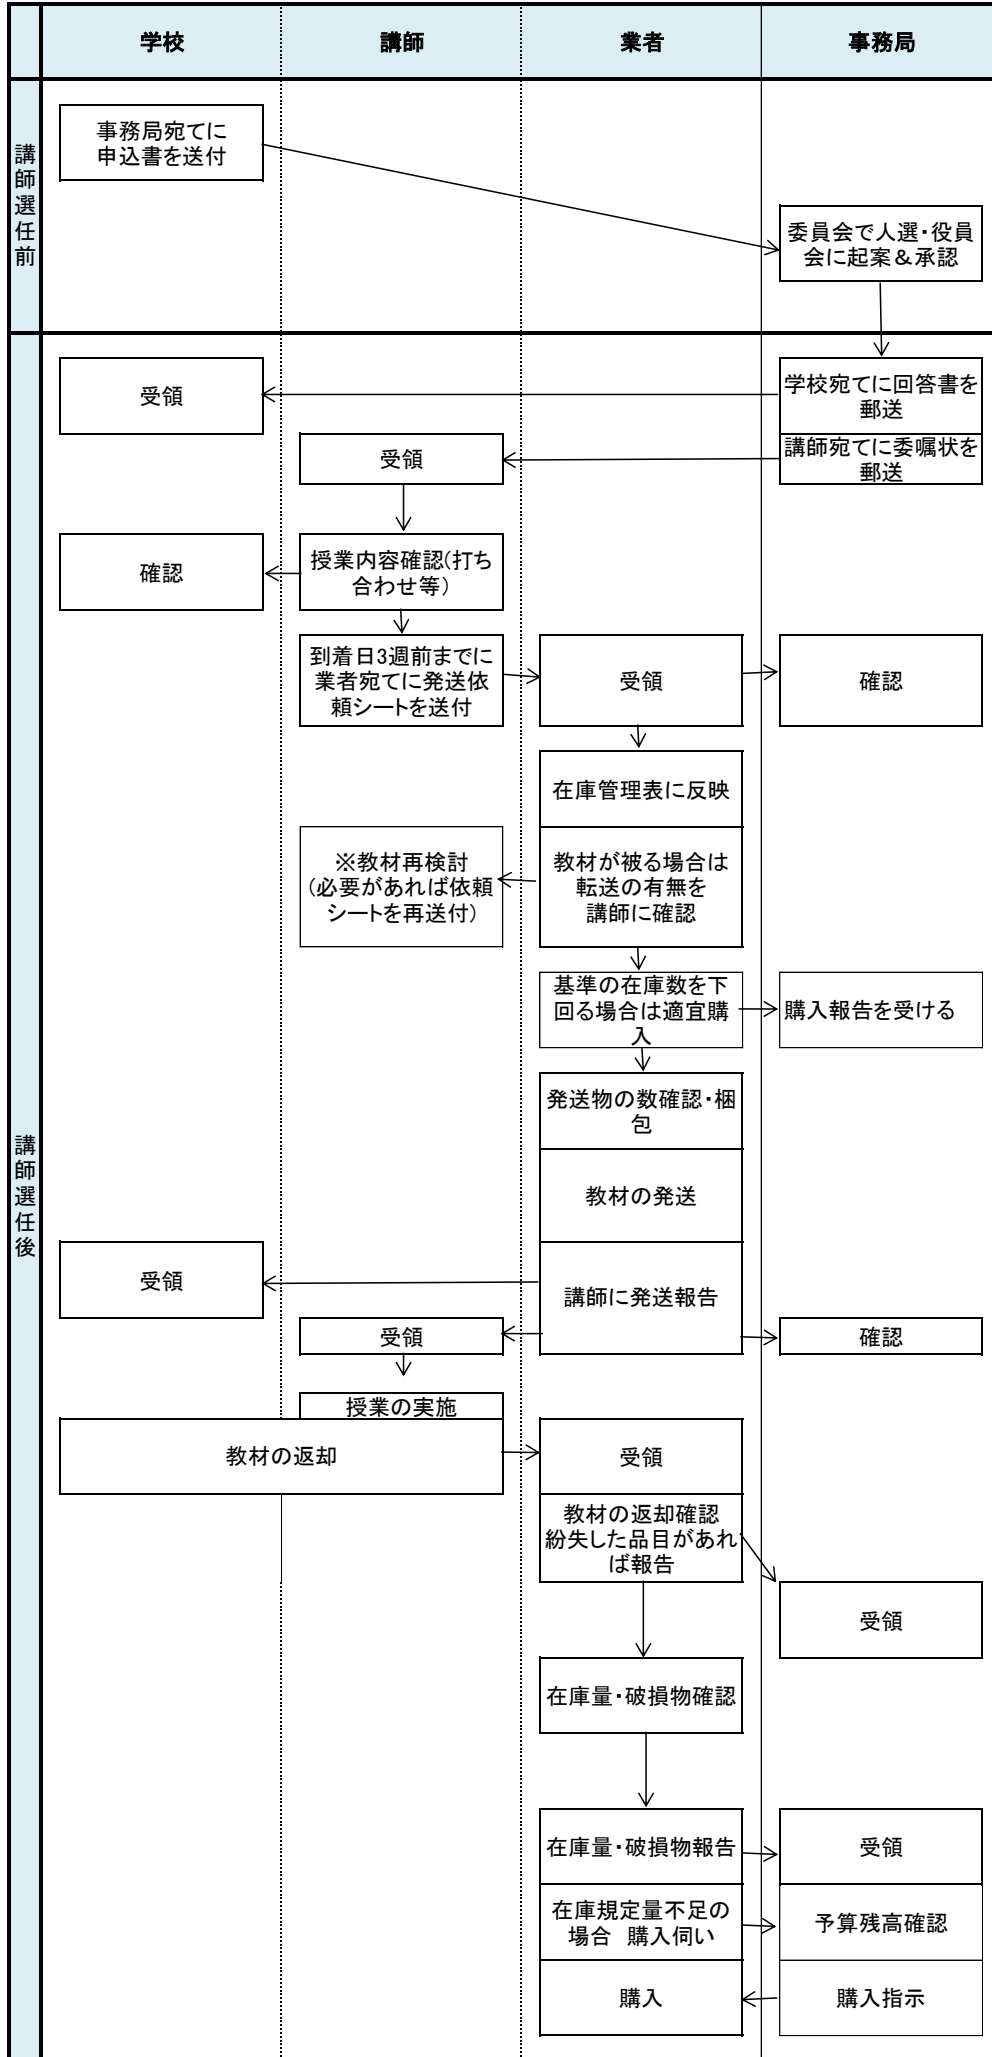 学校
講師
業者
事務局
講師選任前
事務局宛てに
申込書を送付
委員会で人選・役員
会に起案＆承認
講師選任後
受領
学校宛てに回答書を
郵送
受領
講師宛てに委嘱状を
郵送
確認
授業内容確認(打ち
合わせ等)
到着日3週前までに
業者宛てに発送依
頼シートを送付
受領
確認
在庫管理表に反映
※教材再検討
(必要があれば依頼
シートを再送付)
教材が被る場合は
転送の有無を
講師に確認
基準の在庫数を下
回る場合は適宜購
入
購入報告を受ける
発送物の数確認・梱
包
教材の発送
受領
講師に発送報告
受領
確認
授業の実施
教材の返却
受領
教材の返却確認
紛失した品目があれ
ば報告
受領
在庫量・破損物確認
在庫量・破損物報告
受領
在庫規定量不足の
場合　購入伺い
予算残高確認
購入
購入指示